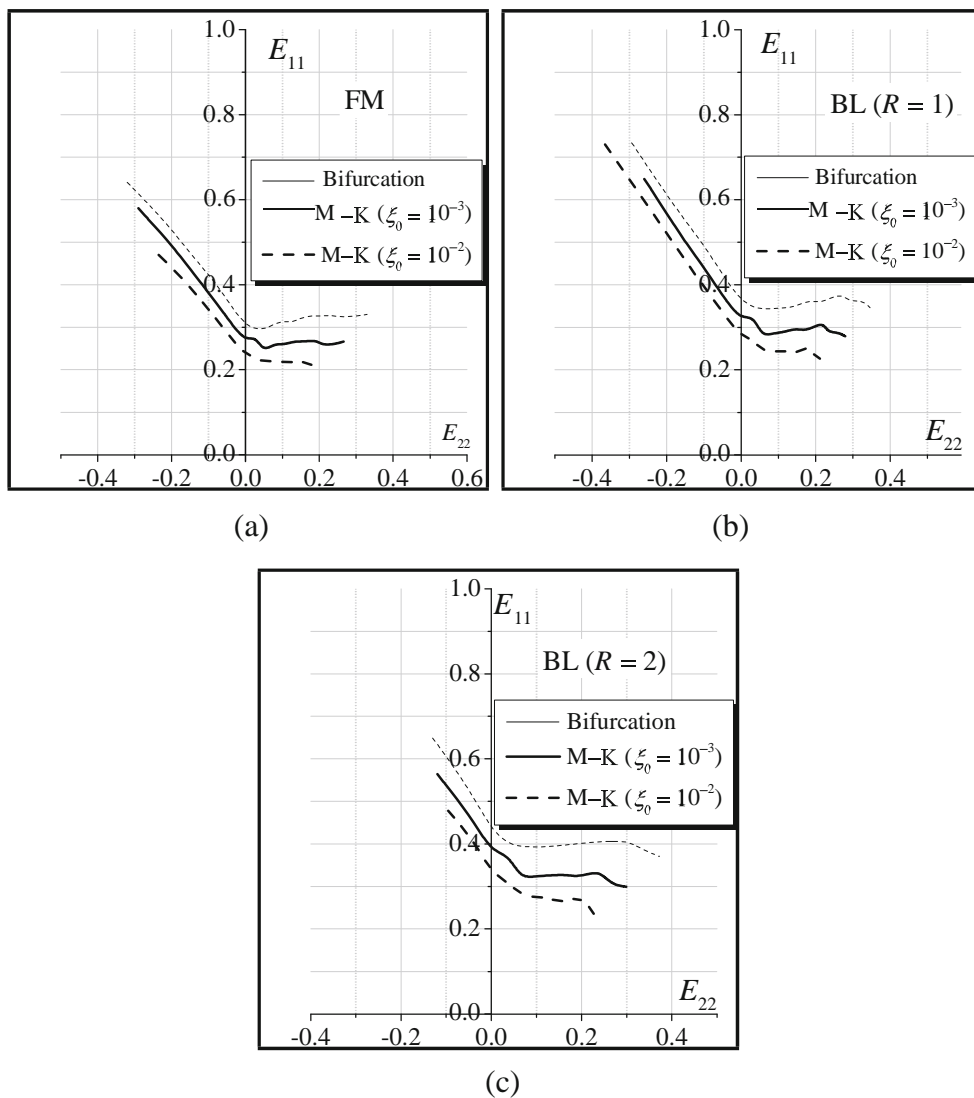 1.0
E₁₁
0.8
FM
Bifurcation
0.6
M–K (ξ₀ = 10⁻³)
M–K (ξ₀ = 10⁻²)
0.4
0.2
E₂₂
0.0
-0.4 -0.2 0.0 0.2 0.4 0.6
(a)
1.0
E₁₁
0.8
BL (R = 1)
Bifurcation
0.6
M–K (ξ₀ = 10⁻³)
M–K (ξ₀ = 10⁻²)
0.4
0.2
E₂₂
0.0
-0.4 -0.2 0.0 0.2 0.4
(b)
1.0
E₁₁
0.8
BL (R = 2)
Bifurcation
0.6
M–K (ξ₀ = 10⁻³)
M–K (ξ₀ = 10⁻²)
0.4
0.2
E₂₂
0.0
-0.4 -0.2 0.0 0.2 0.4
(c)